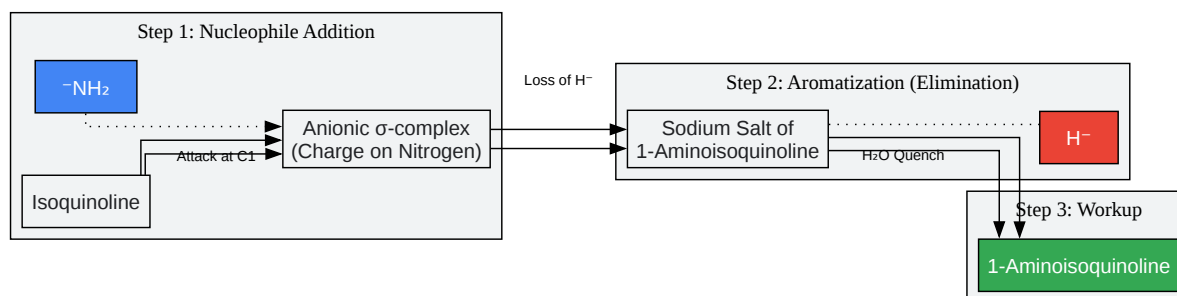 Step 1: Nucleophile Addition
⁻NH₂
Anionic σ-complex
(Charge on Nitrogen)
Attack at C1
Isoquinoline
Loss of H⁻
Step 2: Aromatization (Elimination)
Sodium Salt of
1-Aminoisoquinoline
H⁻
H₂O Quench
Step 3: Workup
1-Aminoisoquinoline